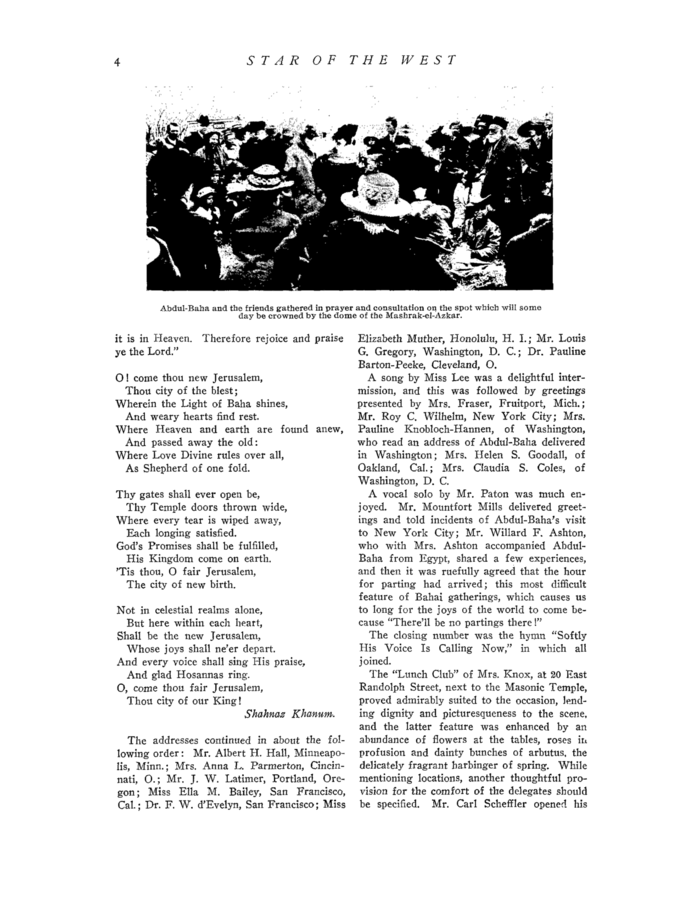 4
STAR OF THE WEST
Abdul-Baha and the friends gathered in prayer and consultation on the spot which will some
day be crowned by the dome of the Mashrak-el-Azkar.
it is in Heaven. Therefore rejoice and praise
ye the Lord."
O! come thou new Jerusalem,
Thou city of the blest;
Wherein the Light of Baha shines,
And weary hearts find rest.
Where Heaven and earth are found anew,
And passed away the old:
Where Love Divine rules over all,
As Shepherd of one fold.
Thy gates shall ever open be,
Thy Temple doors thrown wide,
Where every tear is wiped away,
Each longing satisfied.
God's Promises shall be fulfilled,
His Kingdom come on earth.
'Tis thou, O fair Jerusalem,
The city of new birth.
Not in celestial realms alone,
But here within each heart,
Shall be the new Jerusalem,
Whose joys shall ne'er depart.
And every voice shall sing His praise,
And glad Hosannas ring.
O, come thou fair Jerusalem,
Thou city of our King!
Shahnaz Khanum.
The addresses continued in about the fol-
lowing order: Mr. Albert H. Hall, Minneapo-
lis, Minn.; Mrs. Anna L. Parmerton, Cincin-
nati, O.; Mr. J. W. Latimer, Portland, Ore-
gon; Miss Ella M. Bailey, San Francisco,
Cal.; Dr. F. W. d'Evelyn, San Francisco; Miss
Elizabeth Muther, Honolulu, H. I.; Mr. Louis
G. Gregory, Washington, D. C.; Dr. Pauline
Barton-Peeke, Cleveland, O.
A song by Miss Lee was a delightful inter-
mission, and this was followed by greetings
presented by Mrs. Fraser, Fruitport, Mich.;
Mr. Roy C. Wilhelm, New York City; Mrs.
Pauline Knobloch-Hannen, of Washington,
who read an address of Abdul-Baha delivered
in Washington; Mrs. Helen S. Goodall, of
Oakland, Cal.; Mrs. Claudia S. Coles, of
Washington, D. C.
A vocal solo by Mr. Paton was much en-
joyed. Mr. Mountfort Mills delivered greet-
ings and told incidents of Abdul-Baha's visit
to New York City; Mr. Willard F. Ashton,
who with Mrs. Ashton accompanied Abdul-
Baha from Egypt, shared a few experiences,
and then it was ruefully agreed that the hour
for parting had arrived; this most difficult
feature of Bahai gatherings, which causes us
to long for the joys of the world to come be-
cause "There'll be no partings there!"
The closing number was the hymn "Softly
His Voice Is Calling Now," in which all
joined.
The "Lunch Club" of Mrs. Knox, at 20 East
Randolph Street, next to the Masonic Temple,
proved admirably suited to the occasion, lend-
ing dignity and picturesqueness to the scene,
and the latter feature was enhanced by an
abundance of flowers at the tables, roses in
profusion and dainty bunches of arbutus, the
delicately fragrant harbinger of spring. While
mentioning locations, another thoughtful pro-
vision for the comfort of the delegates should
be specified. Mr. Carl Scheffler opened his